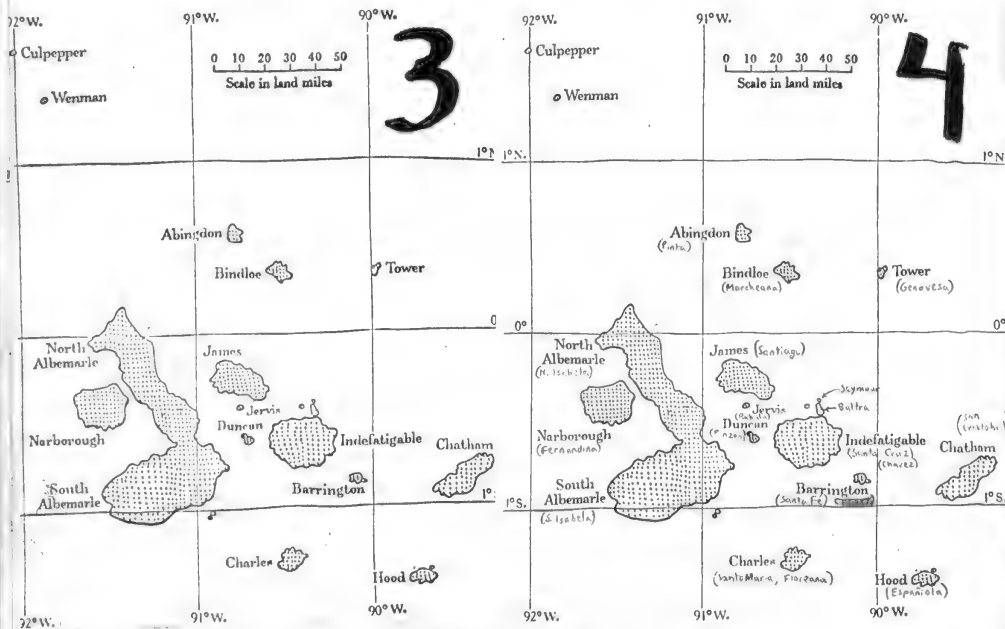 92°W.
91°W.
90°W.
Culpepper
Wenman
0 10 20 30 40 50
Scale in land miles
3
1°N
Abingdon
Bindloe
Tower
0
North
Albemarle
James
Jervis
Duncan
Narborough
Indefatigable
Chatham
South
Albemarle
Barrington
1°S
Charles
Hood
92°W.
91°W.
90°W.
92°W.
91°W.
90°W.
Culpepper
Wenman
0 10 20 30 40 50
Scale in land miles
4
1°N.
1°N
Abingdon
(Pinta)
Bindloe
(Marcheana)
Tower
(Genovesa)
0°
0°
North
Albemarle
James (Santiago)
Seymour
Baltra
Jervis
Duncan
(Pinzon)
Narborough
(Fernandina)
Indefatigable
(Santa Cruz)
(Chavez)
(San
Chatham
South
Albemarle
(S. Isabela)
Barrington
(Santa Fe)
1°S.
1°S.
Charles
(Santa Maria, Floreana)
Hood
(Española)
92°W.
91°W.
90°W.